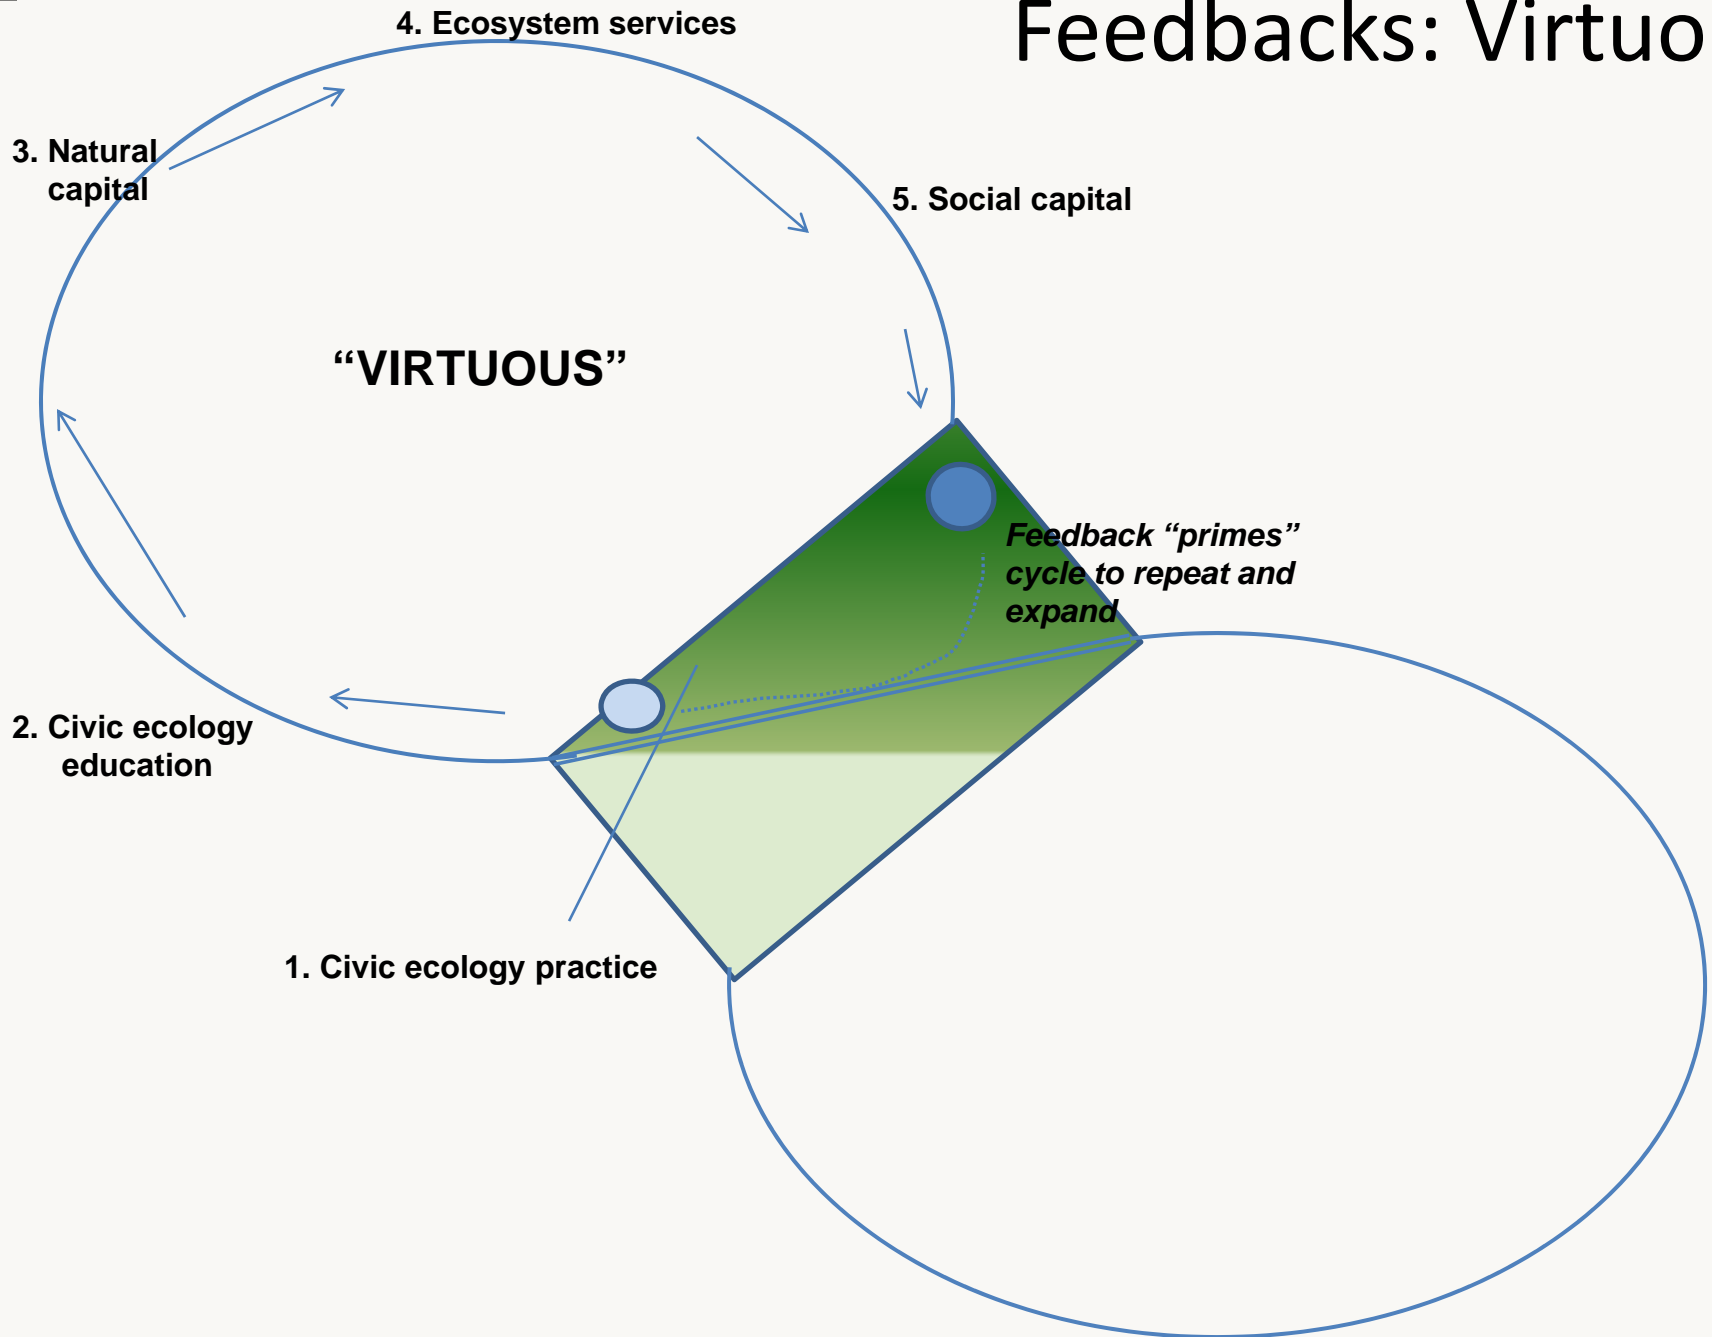 Feedbacks: Virtuo
4. Ecosystem services
3. Natural
capital
5. Social capital
“VIRTUOUS”
Feedback “primes”
cycle to repeat and
expand
2. Civic ecology
education
1. Civic ecology practice